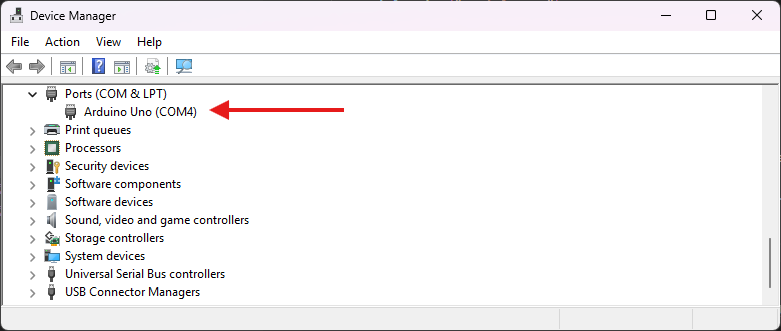 Device Manager
File Action View Help
Ports (COM & LPT)
Arduino Uno (COM4)
Print queues
Processors
Security devices
Software components
Software devices
Sound, video and game controllers
Storage controllers
System devices
Universal Serial Bus controllers
USB Connector Managers